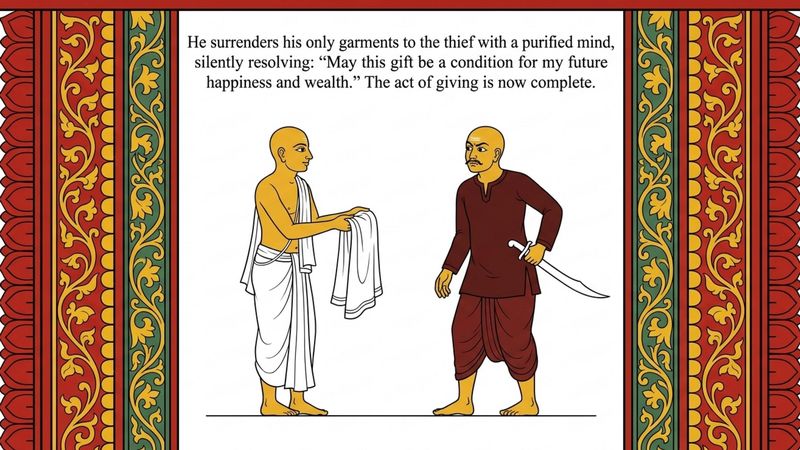 He surrenders his only garments to the thief with a purified mind,
silently resolving: “May this gift be a condition for my future
happiness and wealth.” The act of giving is now complete.